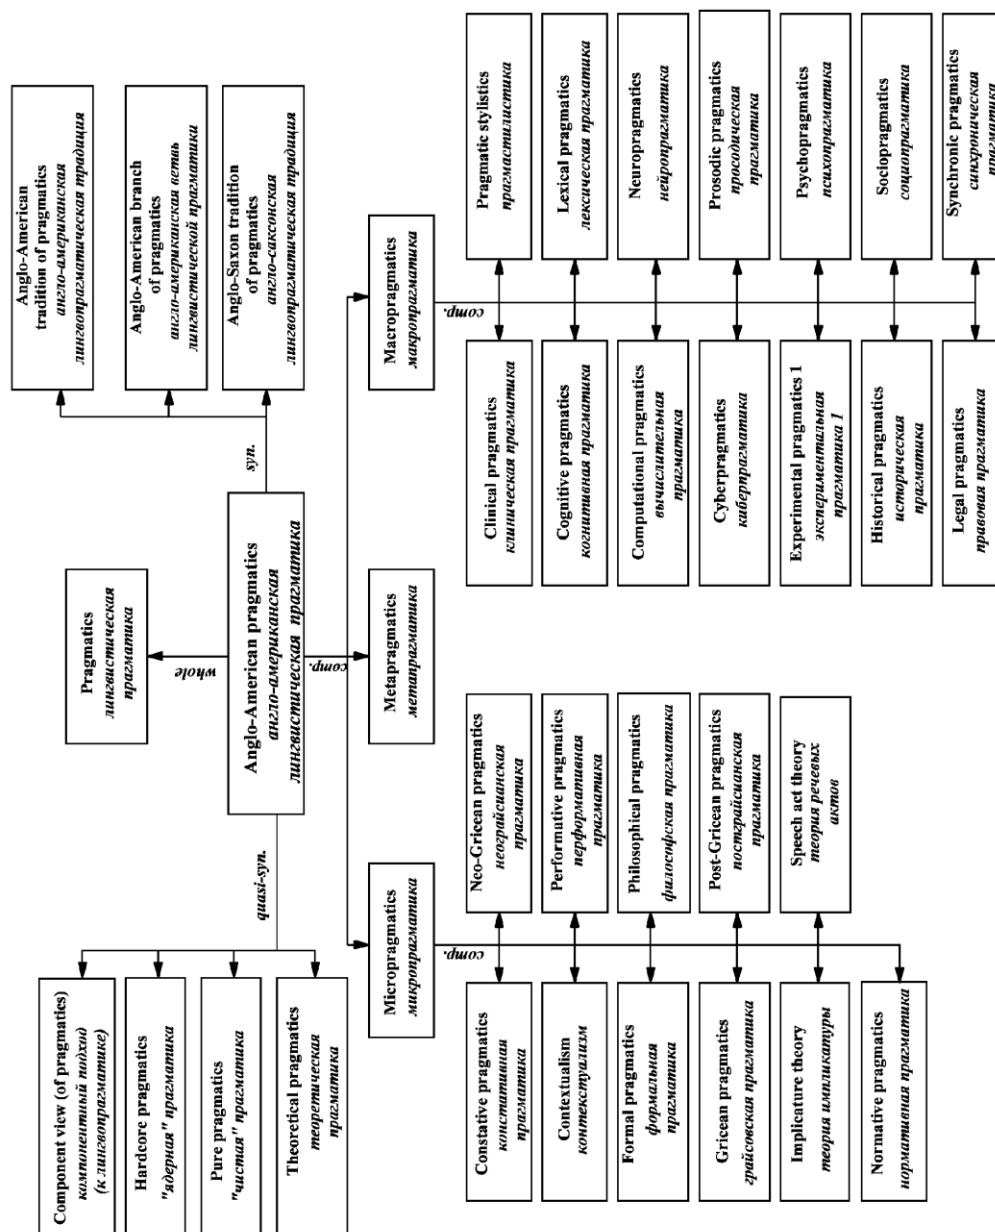 Component view (of pragmatics)
компонентный подход
(к лингвопрагматике)
Hardcore pragmatics
"ядерная" прагматика
Pure pragmatics
"чистая" прагматика
Theoretical pragmatics
теоретическая
прагматика
quasi-syn.
Pragmatics
лингвистическая
прагматика
whole
Anglo-American pragmatics
англо-американская
лингвистическая прагматика
syn.
Anglo-American
tradition of pragmatics
англо-американская
лингвопрагматическая традиция
Anglo-American branch
of pragmatics
англо-американская ветвь
лингвистической прагматики
Anglo-Saxon tradition
of pragmatics
англо-саксонская
лингвопрагматическая традиция
comp.
Micropragmatics
микропрагматика
Metapragmatics
метапрагматика
Macropragmatics
макропрагматика
comp.
Constative pragmatics
констативная
прагматика
Neo-Gricean pragmatics
неограйсианская
прагматика
Contextualism
контекстуализм
Performative pragmatics
перформативная
прагматика
Formal pragmatics
формальная
прагматика
Philosophical pragmatics
философская прагматика
Gricean pragmatics
грайсовская прагматика
Post-Gricean pragmatics
постграйсианская
прагматика
Implicature theory
теория импликатуры
Speech act theory
теория речевых
актов
Normative pragmatics
нормативная прагматика
comp.
Clinical pragmatics
клиническая прагматика
Pragmatic stylistics
прагмастилистика
Cognitive pragmatics
когнитивная прагматика
Lexical pragmatics
лексическая прагматика
Computational pragmatics
вычислительная
прагматика
Neuropragmatics
нейропрагматика
Cyberpragmatics
киберпрагматика
Prosodic pragmatics
просодическая
прагматика
Experimental pragmatics 1
экспериментальная
прагматика 1
Psychopragmatics
психопрагматика
Historical pragmatics
историческая
прагматика
Sociopragmatics
социопрагматика
Legal pragmatics
правовая прагматика
Synchronic pragmatics
синхроническая
прагматика